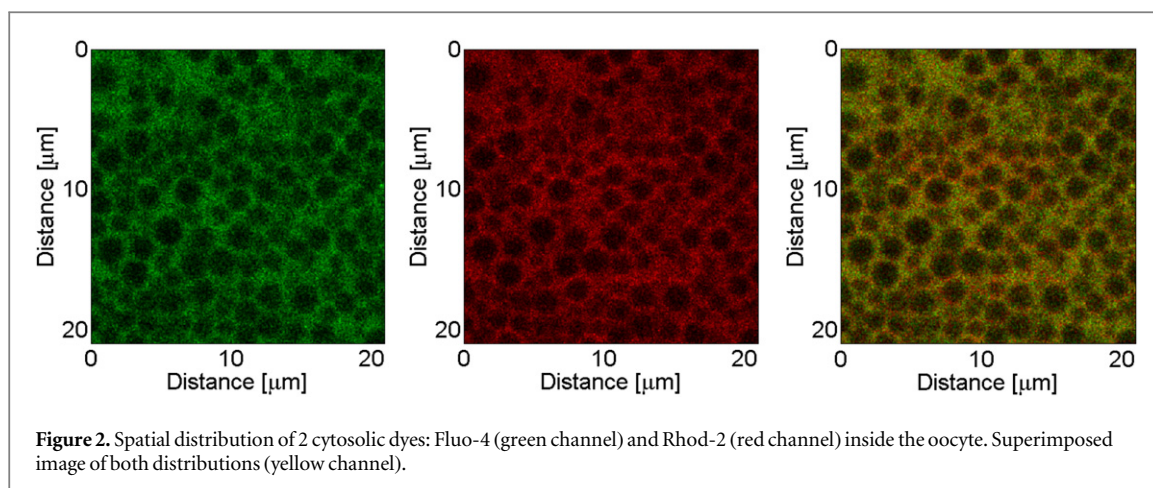 0
10
20
Distance [μm]
0 10 20
Distance [μm]
0
10
20
Distance [μm]
0 10 20
Distance [μm]
0
10
20
Distance [μm]
0 10 20
Distance [μm]
Figure 2. Spatial distribution of 2 cytosolic dyes: Fluo-4 (green channel) and Rhod-2 (red channel) inside the oocyte. Superimposed
image of both distributions (yellow channel).